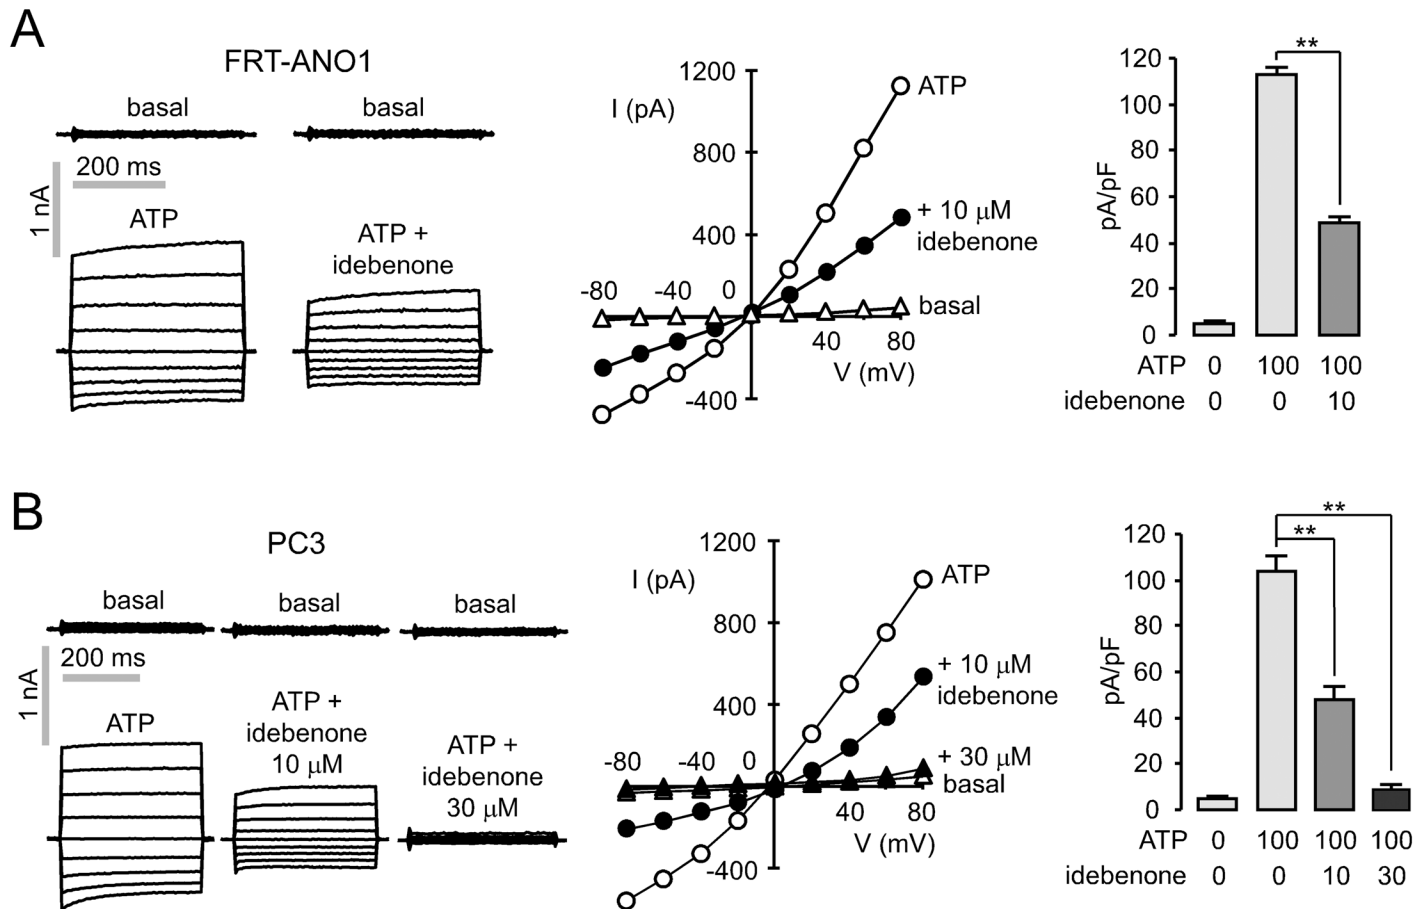 A
FRT-ANO1
basal
basal
200 ms
1 nA
ATP
ATP +
idebenone
1200
I (pA)
ATP
800
+ 10 μM
idebenone
400
-80
-40
0
basal
40
80
V (mV)
-400
120
**
100
80
pA/pF
60
40
20
0
ATP 0 100 100
idebenone 0 0 10
B
PC3
basal
basal
basal
200 ms
1 nA
ATP
ATP +
idebenone
10 μM
ATP +
idebenone
30 μM
1200
I (pA)
ATP
800
+ 10 μM
idebenone
400
-80
-40
0
+ 30 μM
basal
40
80
V (mV)
-400
120
**
**
100
80
pA/pF
60
40
20
0
ATP 0 100 100 100
idebenone 0 0 10 30